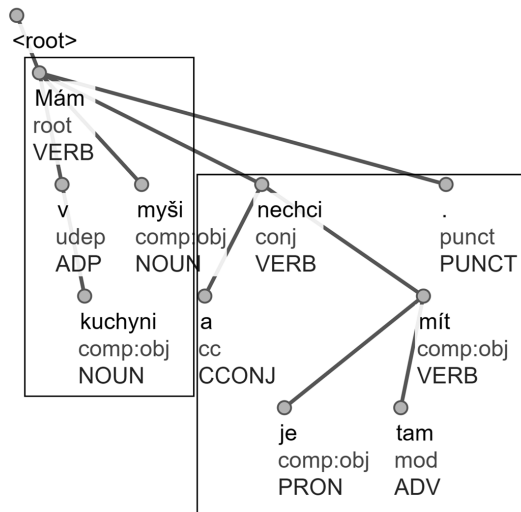 <root>
Mám
root
VERB
v myši nechci .
udep comp:obj conj punct
ADP NOUN VERB PUNCT
kuchyni a mít
comp:obj cc comp:obj
NOUN CCONJ VERB
je tam
comp:obj mod
PRON ADV